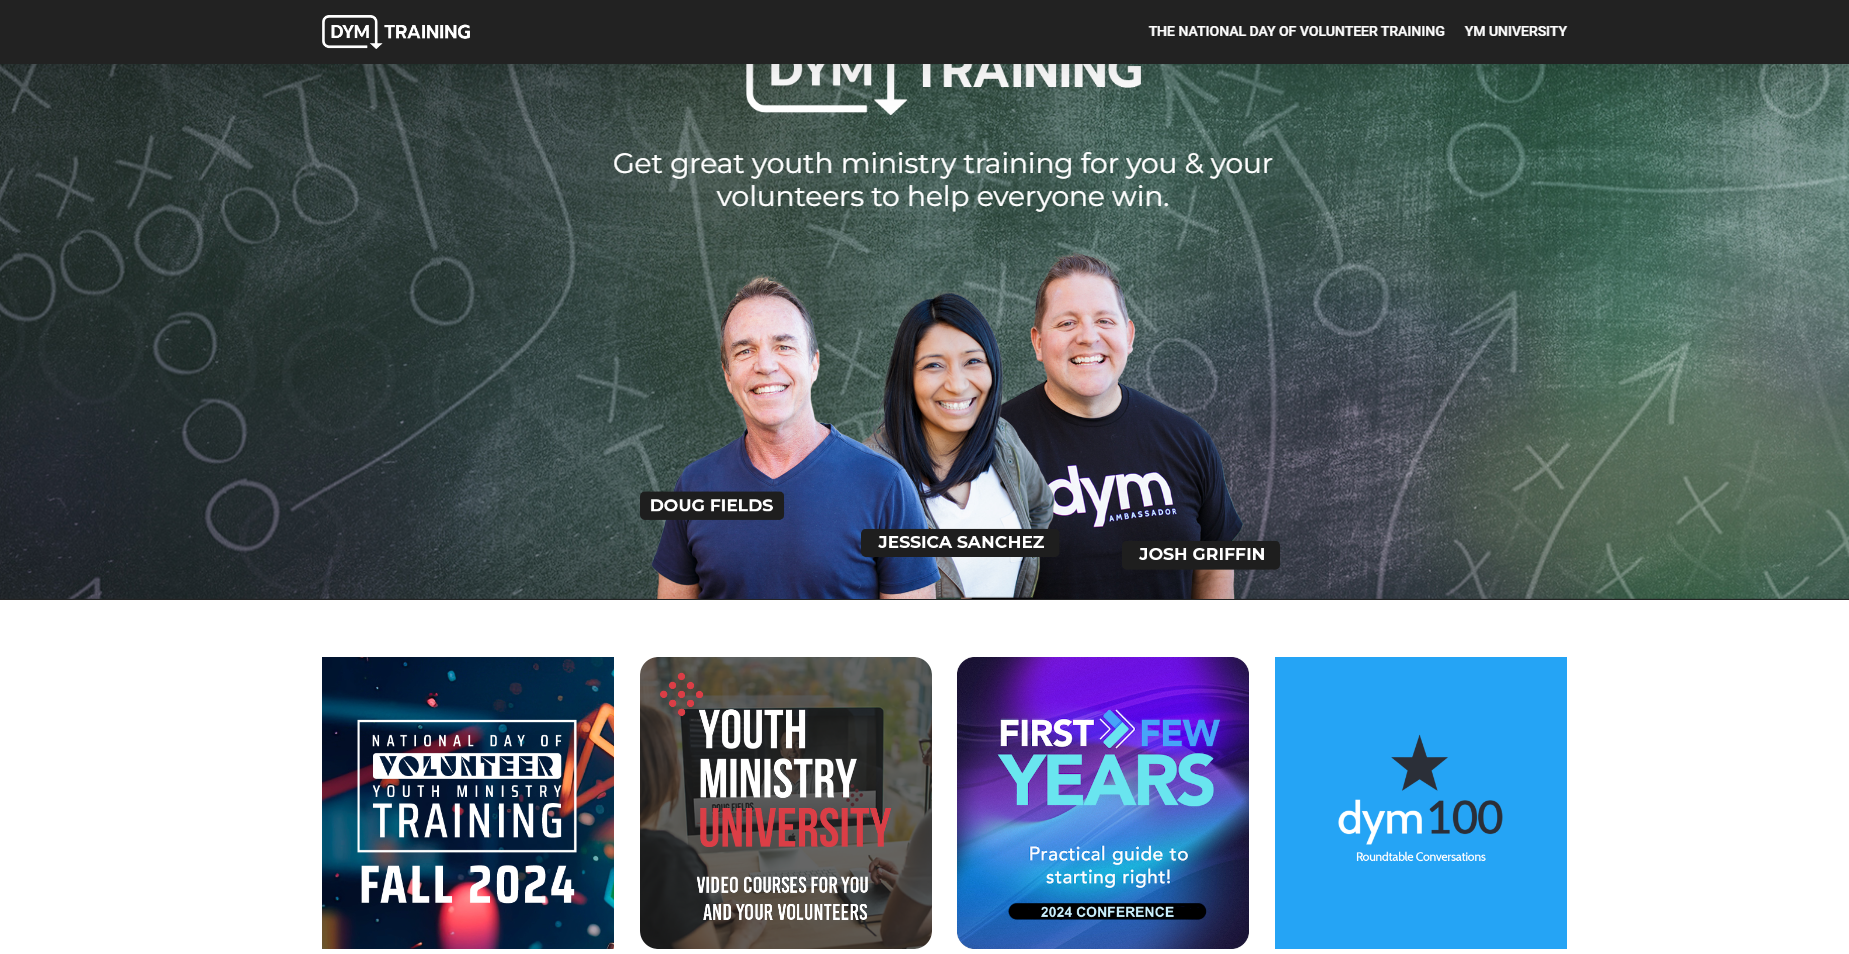 DYM TRAINING
THE NATIONAL DAY OF VOLUNTEER TRAINING YM UNIVERSITY
DYM TRAINING
Get great youth ministry training for you & your
volunteers to help everyone win.
dym
AMBASSADOR
DOUG FIELDS
JESSICA SANCHEZ
JOSH GRIFFIN
NATIONAL DAY OF
VOLUNTEER
YOUTH MINISTRY
TRAINING
FALL 2024
YOUTH
MINISTRY
DOUG FIELDS
UNIVERSITY
VIDEO COURSES FOR YOU
AND YOUR VOLUNTEERS
FIRST FEW
YEARS
Practical guide to
starting right!
2024 CONFERENCE
dym100
Roundtable Conversations